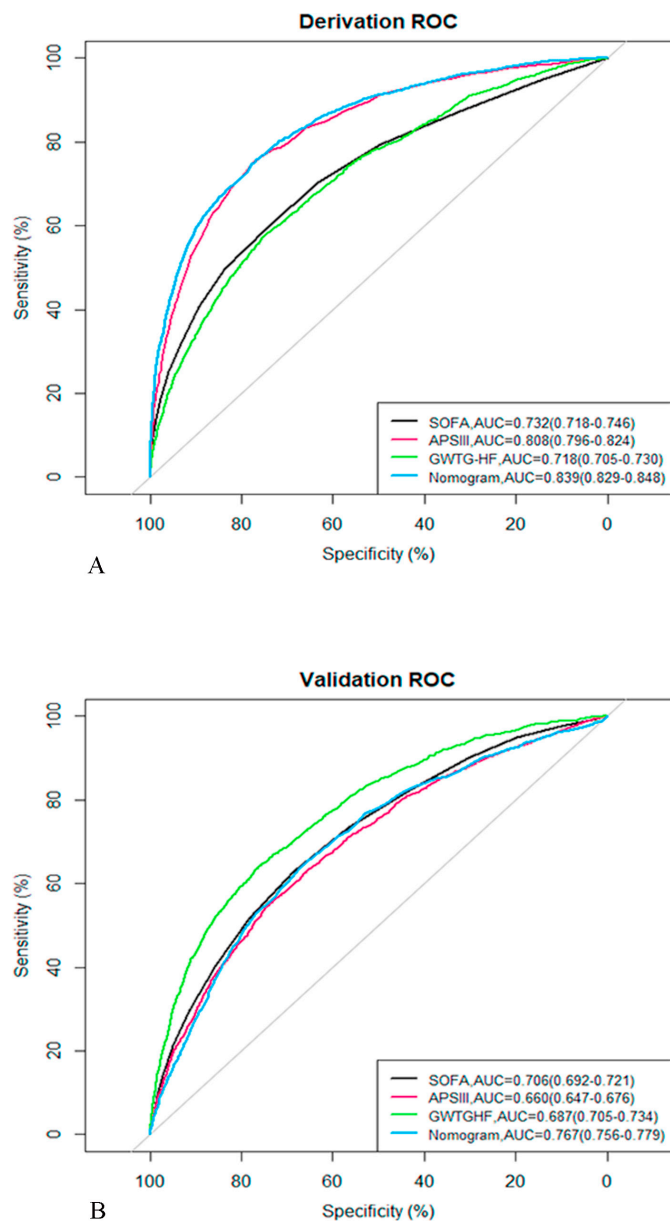 Derivation ROC
100
80
60
40
20
0
Sensitivity (%)
SOFA,AUC=0.732(0.718-0.746)
APSIII,AUC=0.808(0.796-0.824)
GWTG-HF,AUC=0.718(0.705-0.730)
Nomogram,AUC=0.839(0.829-0.848)
100 80 60 40 20 0
Specificity (%)
A
Validation ROC
100
80
60
40
20
0
Sensitivity (%)
SOFA,AUC=0.706(0.692-0.721)
APSIII,AUC=0.660(0.647-0.676)
GWTGHF,AUC=0.687(0.705-0.734)
Nomogram,AUC=0.767(0.756-0.779)
100 80 60 40 20 0
Specificity (%)
B